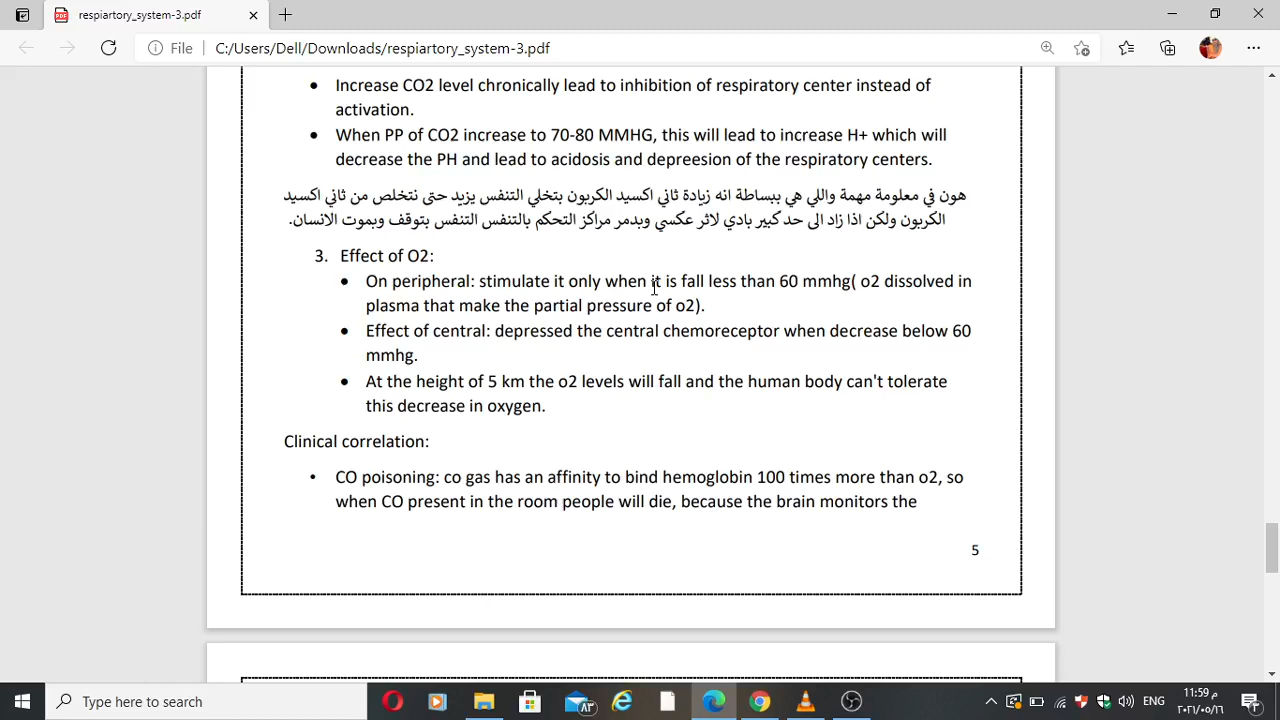 respiartory_system-3.pdf
File
C:/Users/Dell/Downloads/respiartory_system-3.pdf
Increase CO2 level chronically lead to inhibition of respiratory center instead of
activation.
When PP of CO2 increase to 70-80 MMHG, this will lead to increase H+ which will
decrease the PH and lead to acidosis and depreesion of the respiratory centers.
هون في معلومة مهمة واللي هي ببساطة انه زيادة ثاني اكسيد الكربون بتخلي التنفس يزيد حتى نتخلص من ثاني اكسيد
الكربون ولكن اذا زاد الى حد كبير بادي لاثر عكسي وبدمر مراكز التحكم بالتنفس التنفس بتوقف وبموت الانسان.
3. Effect of O2:
On peripheral: stimulate it only when it is fall less than 60 mmhg( o2 dissolved in
plasma that make the partial pressure of o2).
Effect of central: depressed the central chemoreceptor when decrease below 60
mmhg.
At the height of 5 km the o2 levels will fall and the human body can't tolerate
this decrease in oxygen.
Clinical correlation:
CO poisoning: co gas has an affinity to bind hemoglobin 100 times more than o2, so
when CO present in the room people will die, because the brain monitors the
5
Type here to search
٨٣
ENG
١١:٥٩ م
٢٠٢١/٠٥/١٦